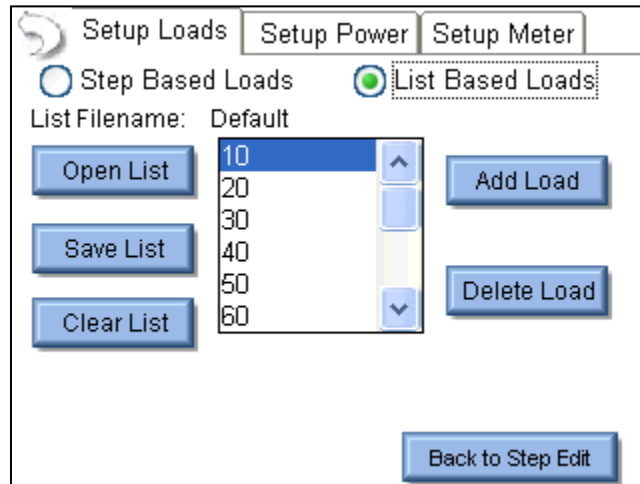 Setup Loads Setup Power Setup Meter
Step Based Loads List Based Loads
List Filename: Default
Open List
Save List
Clear List
10
20
30
40
50
60
Add Load
Delete Load
Back to Step Edit